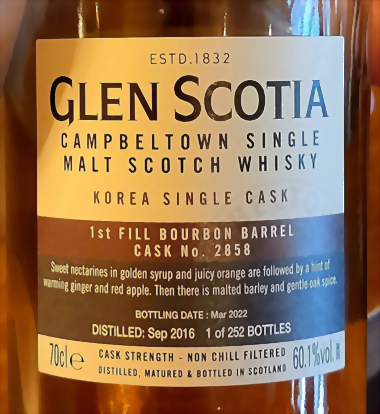 ESTD.1832
GLEN SCOTIA
CAMPBELTOWN SINGLE
MALT SCOTCH WHISKY
KOREA SINGLE CASK
1st FILL BOURBON BARREL
CASK No. 2858
Sweet nectarines in golden syrup and juicy orange are followed by a hint of
warming ginger and red apple. Then there is malted barley and gentle oak spice.
BOTTLING DATE : Mar 2022
DISTILLED: Sep 2016 1 of 252 BOTTLES
70cl e CASK STRENGTH - NON CHILL FILTERED 60.1%vol.
DISTILLED, MATURED & BOTTLED IN SCOTLAND